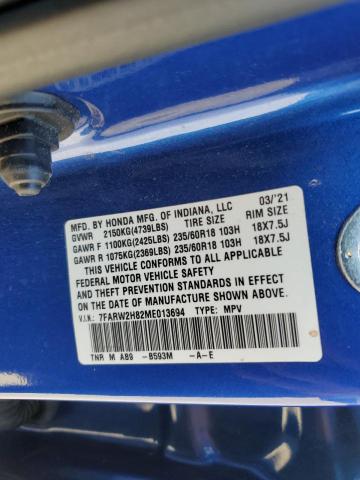 MFD. BY HONDA MFG. OF INDIANA, LLC 03/'21
GVWR 2150KG(4739LBS) TIRE SIZE RIM SIZE
GAWR F 1100KG(2425LBS) 235/60R18 103H 18X7.5J
GAWR R 1075KG(2369LBS) 235/60R18 103H 18X7.5J
THIS VEHICLE CONFORMS TO ALL APPLICABLE
FEDERAL MOTOR VEHICLE SAFETY
AND THEFT PREVENTION STANDARDS IN EFFECT ON
THE DATE OF MANUFACTURE SHOWN ABOVE.
V.I.N.: 7FARW2H82ME013694 TYPE: MPV
TNR M A89 -B593M -A-E